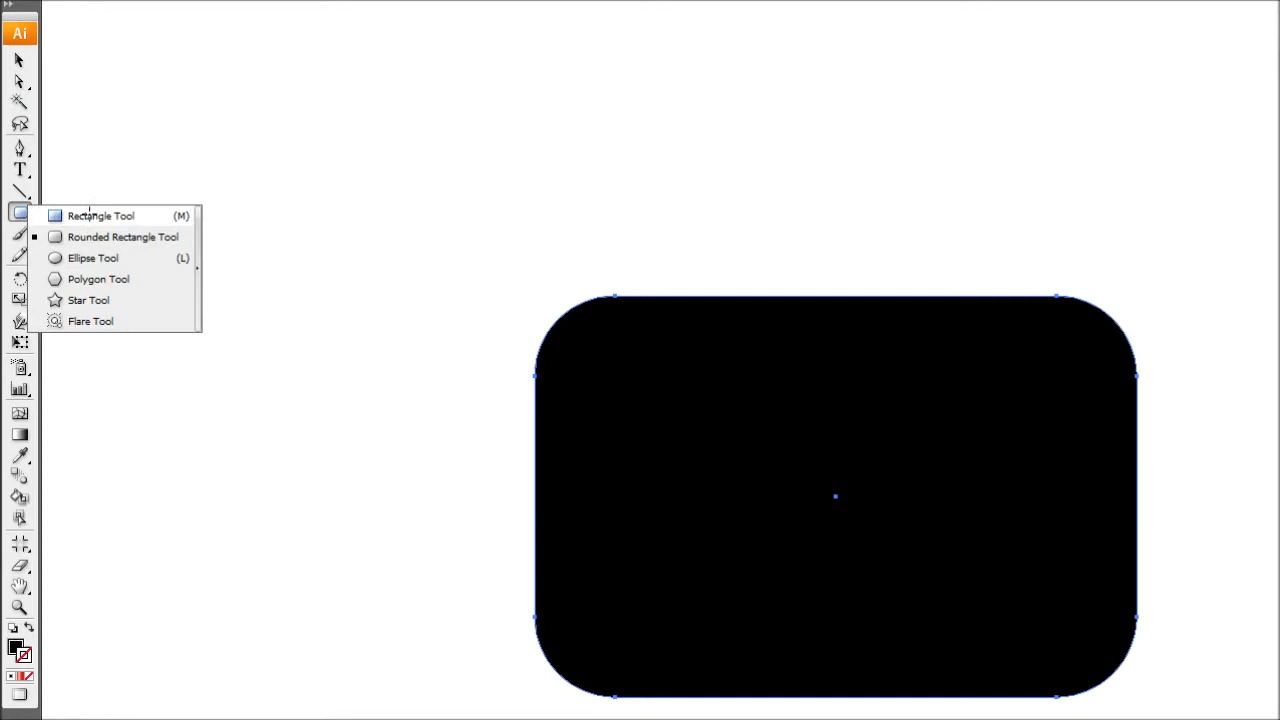 Ai
T
Rectangle Tool (M)
Rounded Rectangle Tool
Ellipse Tool (L)
Polygon Tool
Star Tool
Flare Tool